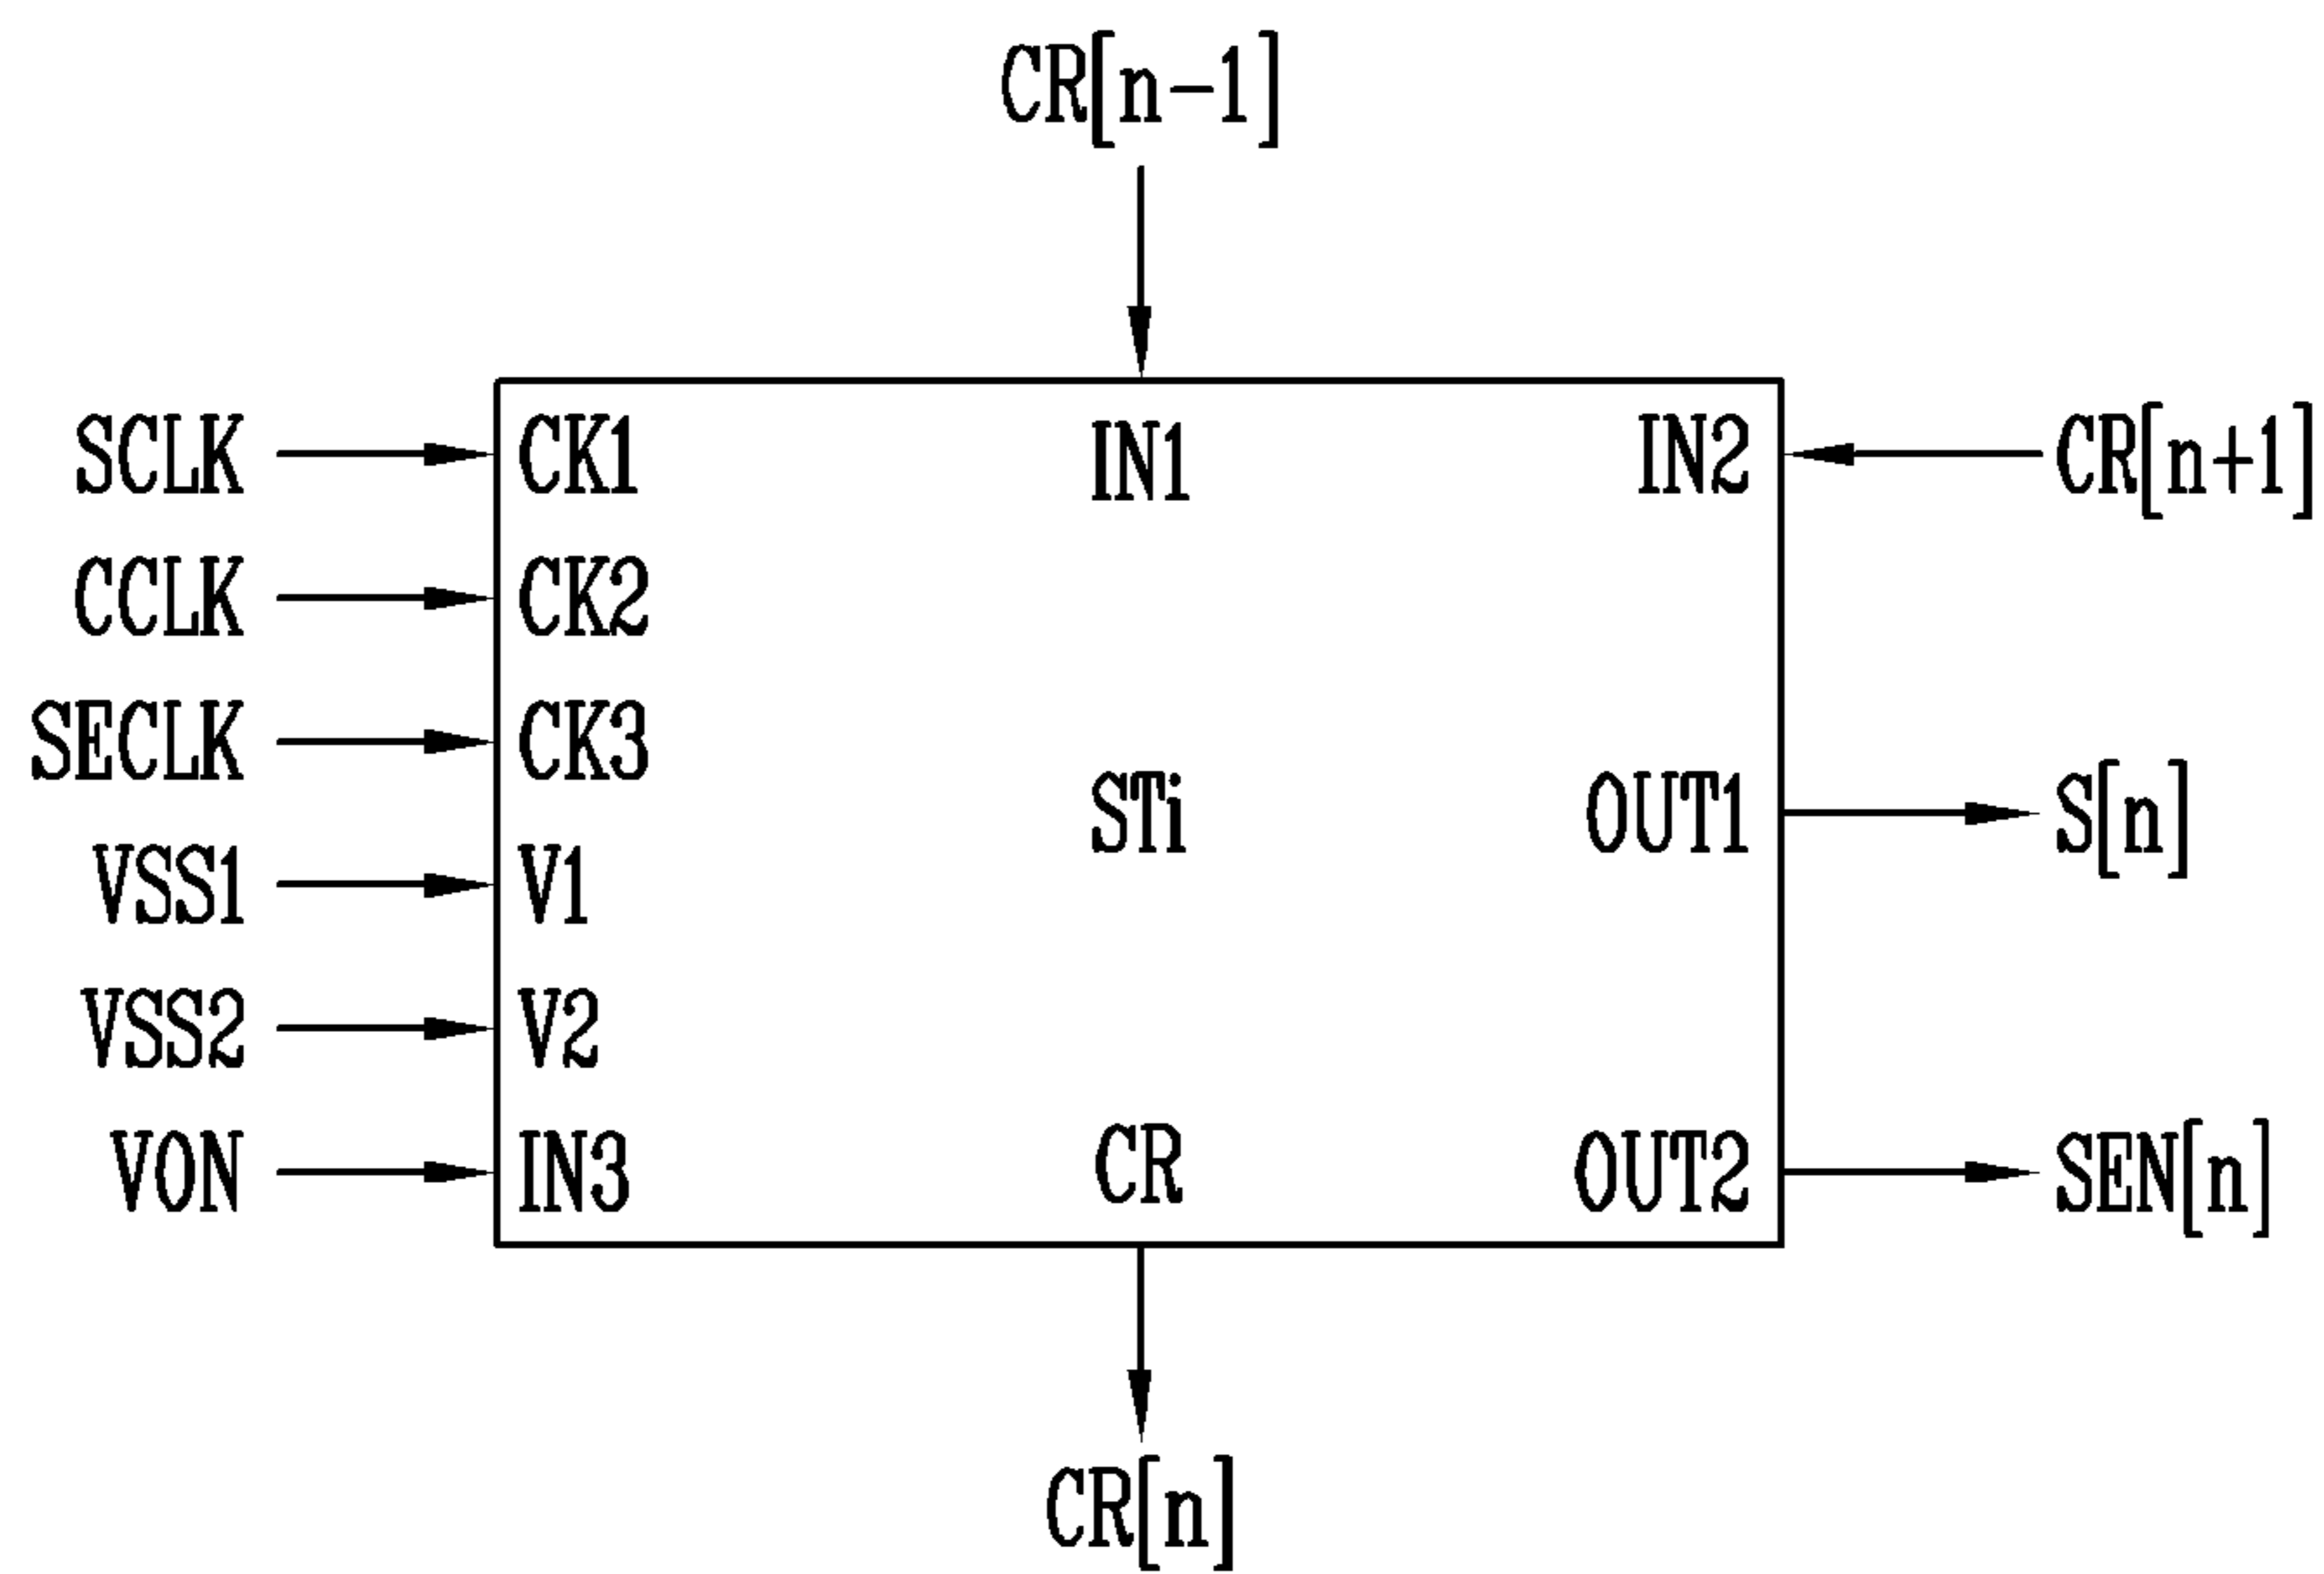 CR[n-1]
SCLK CK1 IN1 IN2 CR[n+1]
CCLK CK2
SECLK CK3
STi OUT1 S[n]
VSS1 V1
VSS2 V2
VON IN3 CR OUT2 SEN[n]
CR[n]